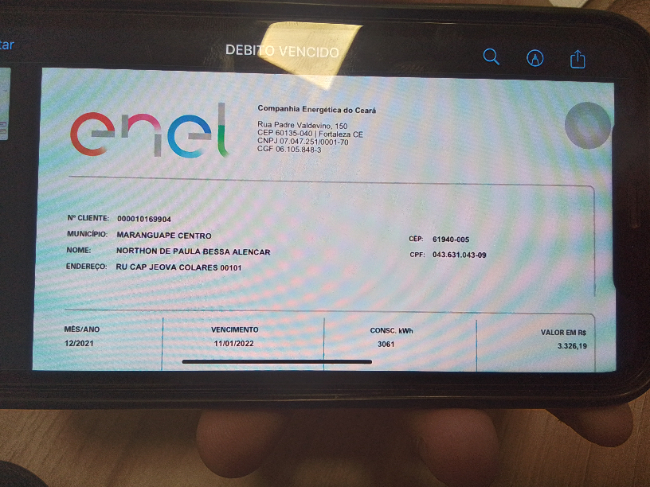 tar
DEBITO VENCIDO
enel
Companhia Energética do Ceará
Rua Padre Valdevino, 150
CEP 60135-040 | Fortaleza CE
CNPJ 07.047.251/0001-70
CGF 06.105.848-3
Nº CLIENTE: 000010169904
MUNICÍPIO: MARANGUAPE CENTRO
CEP: 61940-005
NOME: NORTHON DE PAULA BESSA ALENCAR
CPF: 043.631.043-09
ENDEREÇO: RU CAP JEOVA COLARES 00101
MÊS/ANO VENCIMENTO CONSC. kWh VALOR EM R$
12/2021 11/01/2022 3061 3.326,19